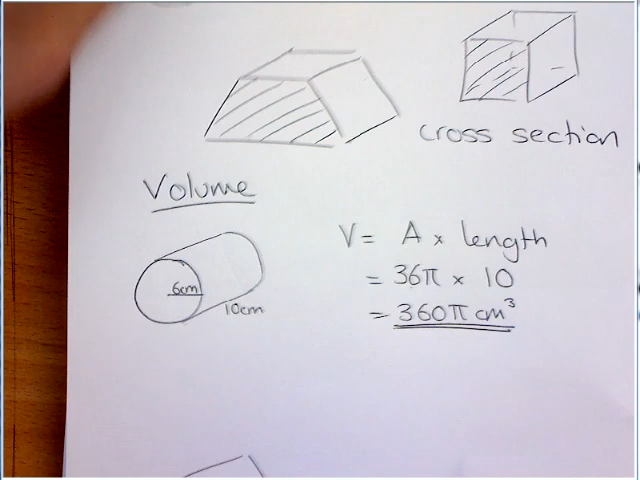 cross section
Volume
V = A × length
6cm
= 36π × 10
10cm
= 360π cm³